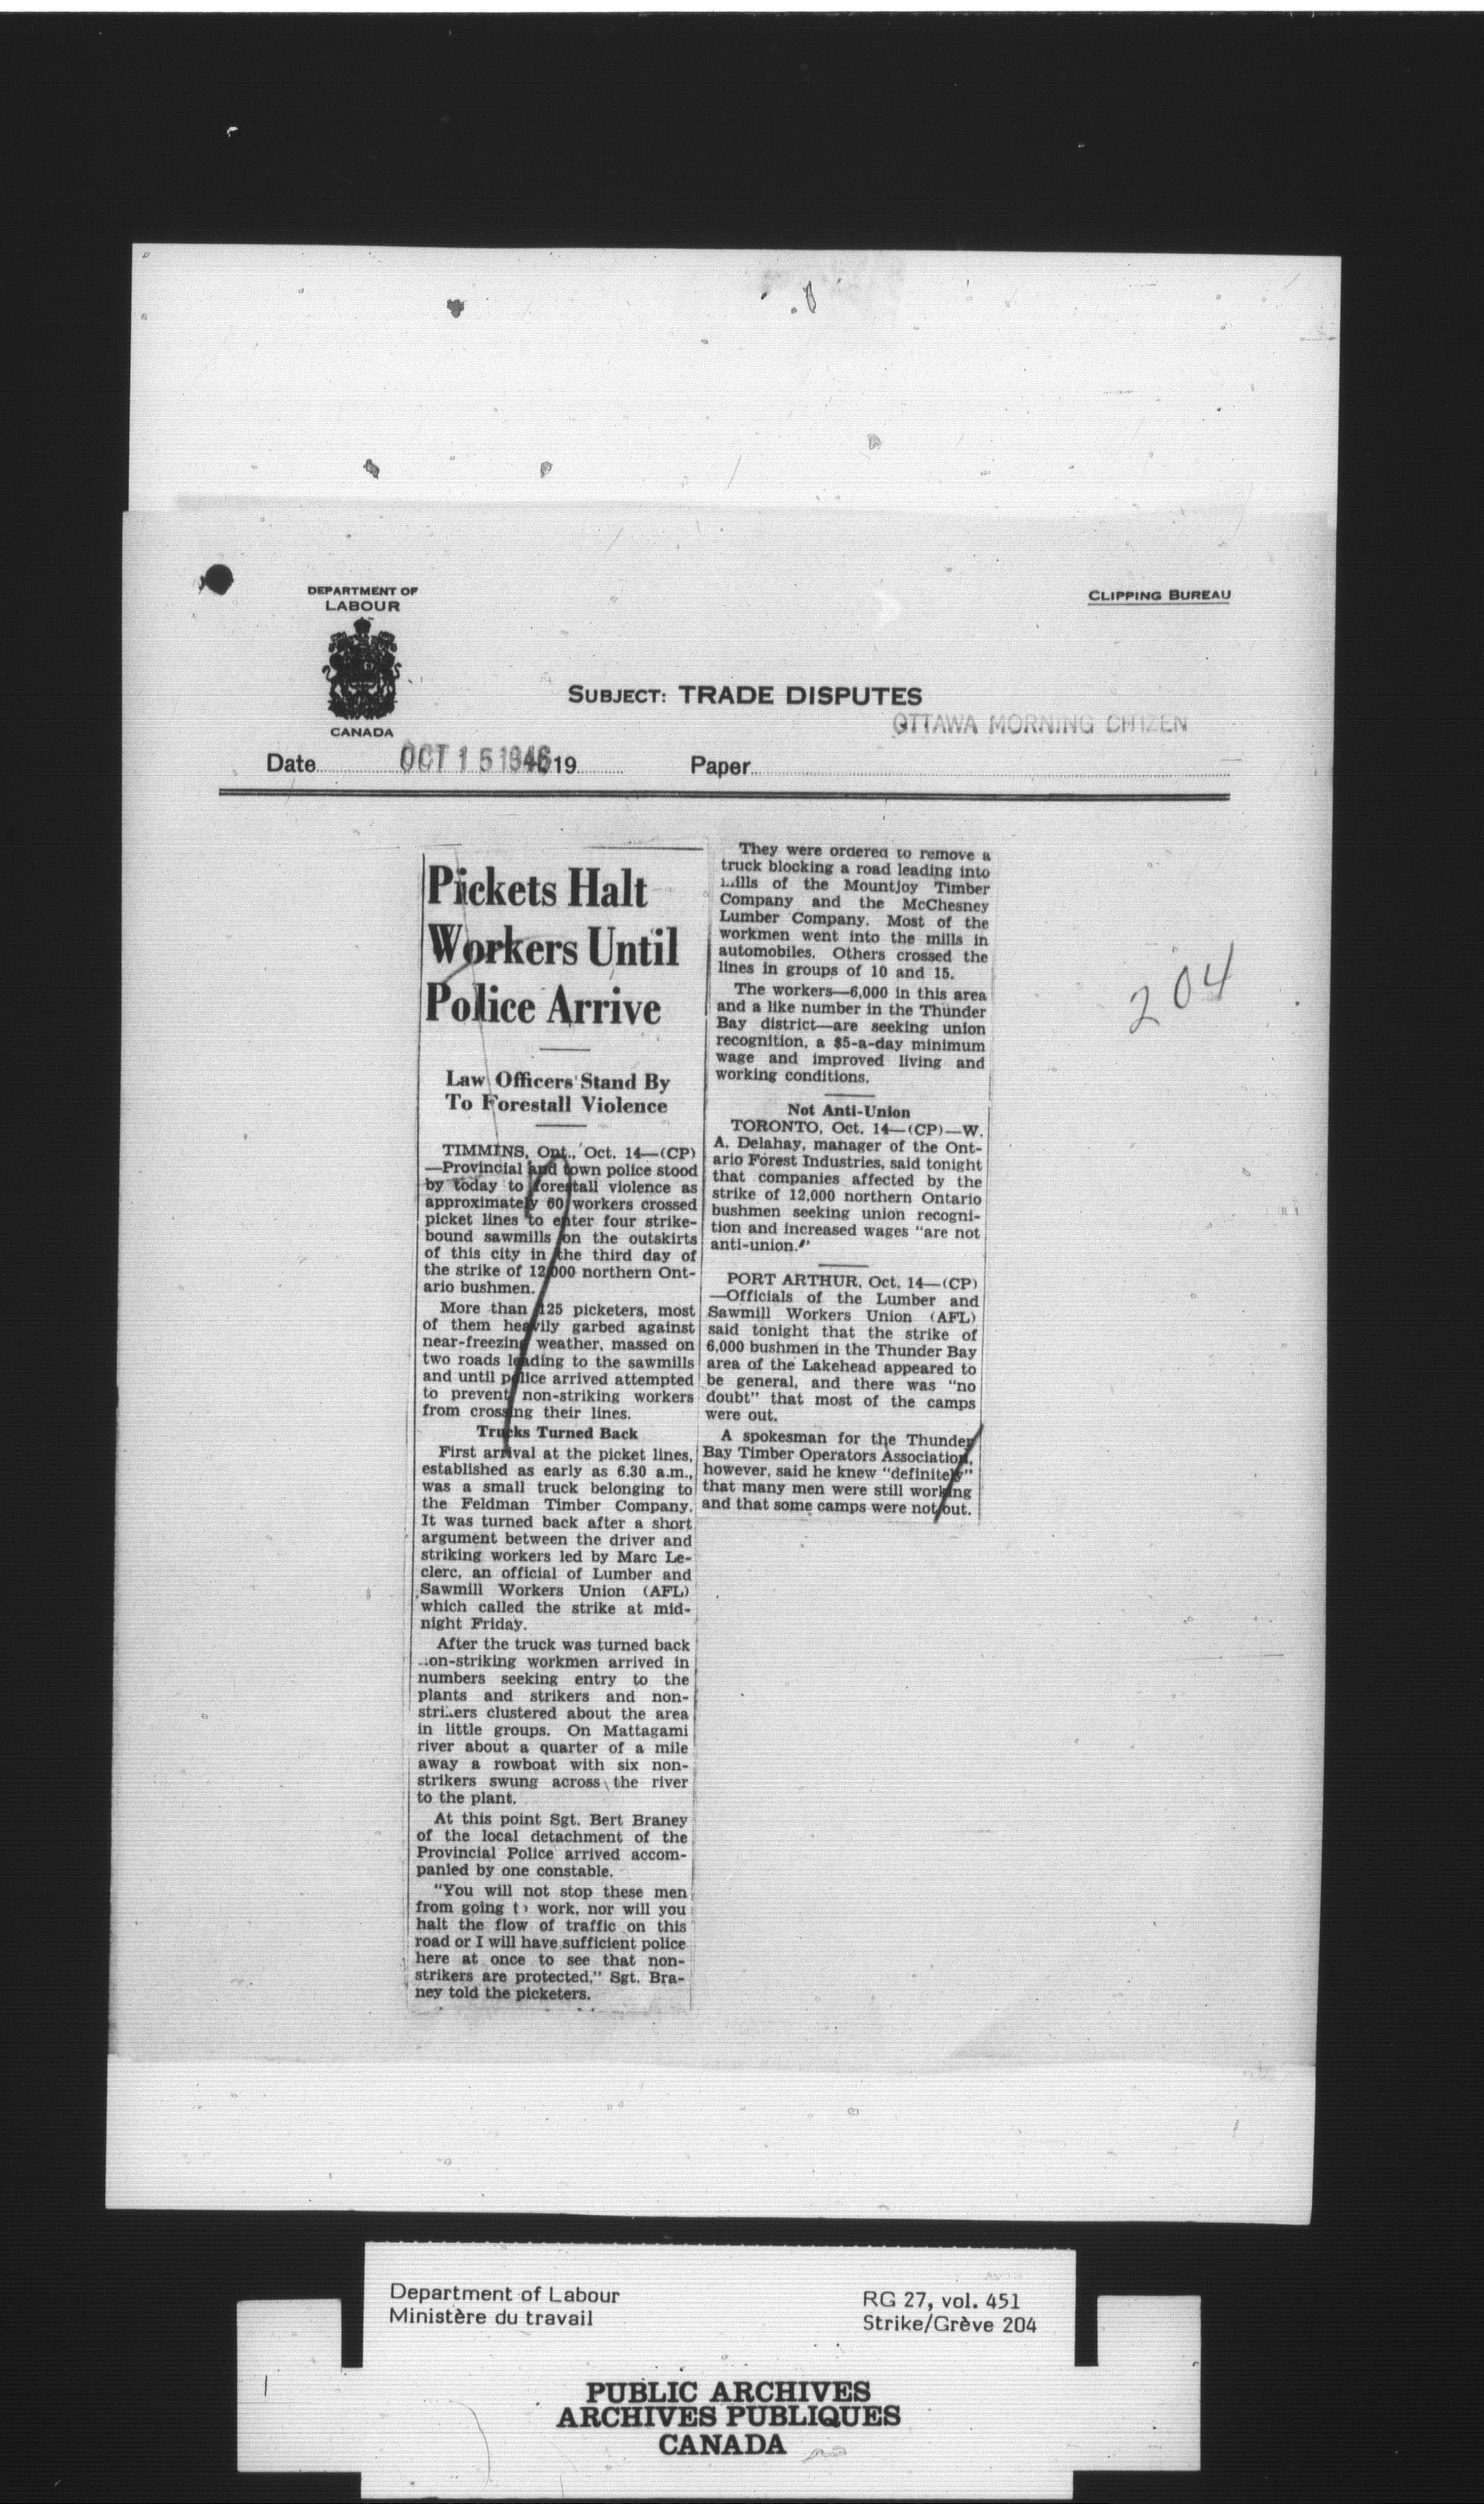 DEPARTMENT OF
LABOUR
CANADA
CLIPPING BUREAU
SUBJECT: TRADE DISPUTES
OTTAWA MORNING CITIZEN
Date OCT 15 1946 19
Paper
Pickets Halt
Workers Until
Police Arrive
Law Officers Stand By
To Forestall Violence
TIMMINS, Ont., Oct. 14—(CP)
—Provincial and town police stood
by today to forestall violence as
approximately 60 workers crossed
picket lines to enter four strike-
bound sawmills on the outskirts
of this city in the third day of
the strike of 12,000 northern Ont-
ario bushmen.
More than 125 picketers, most
of them heavily garbed against
near-freezing weather, massed on
two roads leading to the sawmills
and until police arrived attempted
to prevent non-striking workers
from crossing their lines.
Trucks Turned Back
First arrival at the picket lines,
established as early as 6.30 a.m.,
was a small truck belonging to
the Feldman Timber Company.
It was turned back after a short
argument between the driver and
striking workers led by Marc Le-
clerc, an official of Lumber and
Sawmill Workers Union (AFL)
which called the strike at mid-
night Friday.
After the truck was turned back
non-striking workmen arrived in
numbers seeking entry to the
plants and strikers and non-
strikers clustered about the area
in little groups. On Mattagami
river about a quarter of a mile
away a rowboat with six non-
strikers swung across the river
to the plant.
At this point Sgt. Bert Braney
of the local detachment of the
Provincial Police arrived accom-
panied by one constable.
"You will not stop these men
from going to work, nor will you
halt the flow of traffic on this
road or I will have sufficient police
here at once to see that non-
strikers are protected," Sgt. Bra-
ney told the picketers.
They were ordered to remove a
truck blocking a road leading into
mills of the Mountjoy Timber
Company and the McChesney
Lumber Company. Most of the
workmen went into the mills in
automobiles. Others crossed the
lines in groups of 10 and 15.
The workers—6,000 in this area
and a like number in the Thunder
Bay district—are seeking union
recognition, a $5-a-day minimum
wage and improved living and
working conditions.
Not Anti-Union
TORONTO, Oct. 14—(CP)—W.
A. Delahay, manager of the Ont-
ario Forest Industries, said tonight
that companies affected by the
strike of 12,000 northern Ontario
bushmen seeking union recogni-
tion and increased wages "are not
anti-union."
PORT ARTHUR, Oct. 14—(CP)
—Officials of the Lumber and
Sawmill Workers Union (AFL)
said tonight that the strike of
6,000 bushmen in the Thunder Bay
area of the Lakehead appeared to
be general, and there was "no
doubt" that most of the camps
were out.
A spokesman for the Thunder
Bay Timber Operators Association,
however, said he knew "definitely"
that many men were still working
and that some camps were not out.
204
Department of Labour
Ministère du travail
RG 27, vol. 451
Strike/Grève 204
PUBLIC ARCHIVES
ARCHIVES PUBLIQUES
CANADA